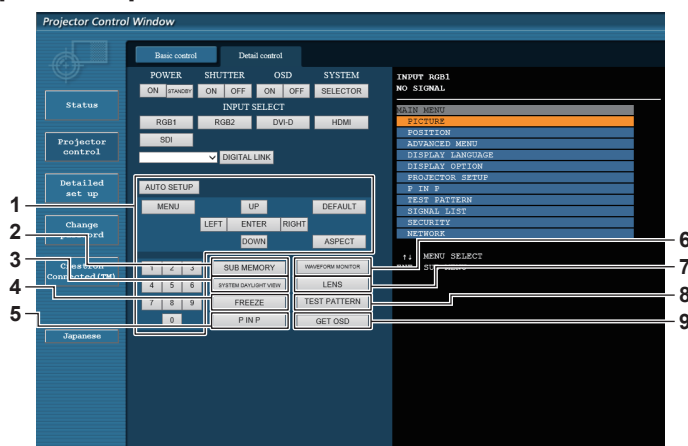 Projector Control Window
Basic control Detail control
POWER SHUTTER OSD SYSTEM
ON STANDBY ON OFF ON OFF SELECTOR
INPUT SELECT
RGB1 RGB2 DVI-D HDMI
SDI
DIGITAL LINK
AUTO SETUP
MENU UP DEFAULT
LEFT ENTER RIGHT
DOWN ASPECT
1 2 3 SUB MEMORY WAVEFORM MONITOR
4 5 6 SYSTEM DAYLIGHT VIEW LENS
7 8 9 FREEZE TEST PATTERN
0 P IN P GET OSD
Status
Projector
control
Detailed
set up
Change
Connected(TM)
Japanese
INPUT RGB1
NO SIGNAL
MAIN MENU
PICTURE
POSITION
ADVANCED MENU
DISPLAY LANGUAGE
DISPLAY OPTION
PROJECTOR SETUP
P IN P
TEST PATTERN
SIGNAL LIST
SECURITY
NETWORK
↑↓ MENU SELECT
1
2
3
4
5
6
7
8
9